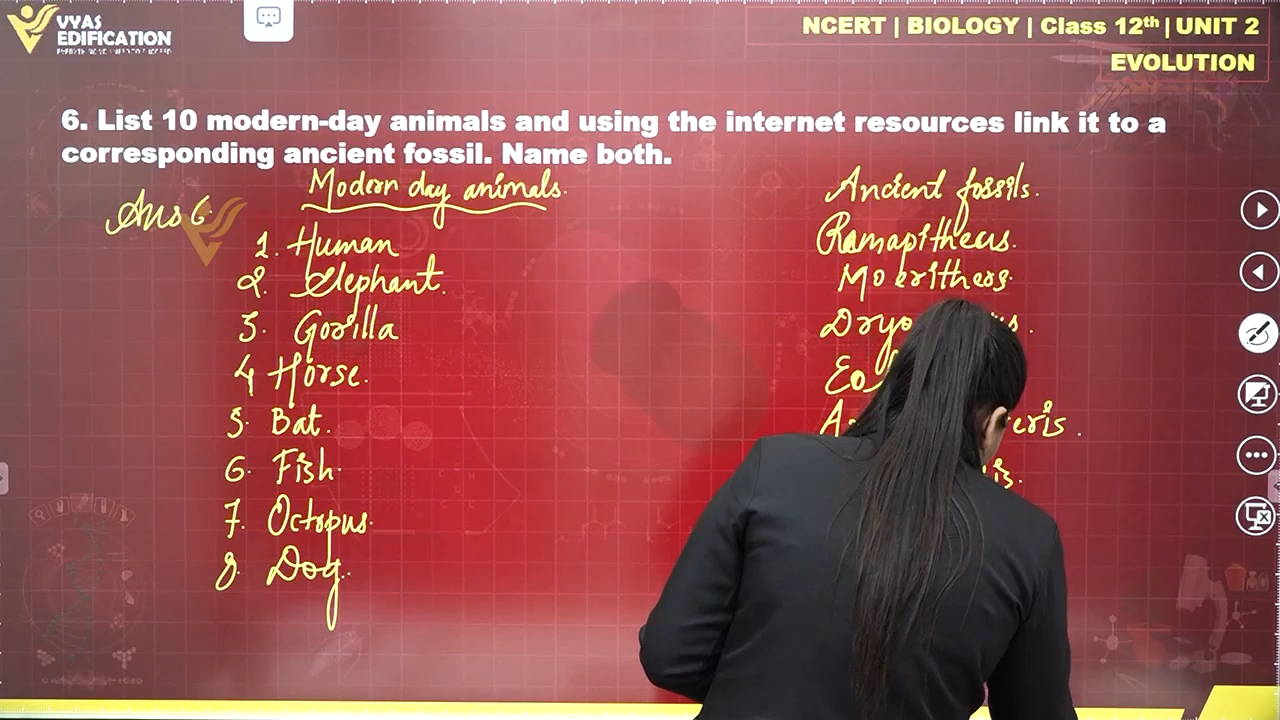 VYAS
EDIFICATION
NCERT | BIOLOGY | Class 12th | UNIT 2
EVOLUTION
6. List 10 modern-day animals and using the internet resources link it to a
corresponding ancient fossil. Name both.
Ans 6.
Modern day animals.
Ancient fossils.
1. Human
Ramapithecus.
2. Elephant.
Moerithers.
3. Gorilla
4. Horse.
5. Bat.
6. Fish.
7. Octopus.
8. Dog.